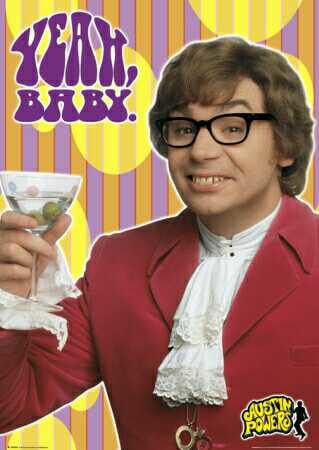 YEAH,
BABY.
AUSTIN
POWERS